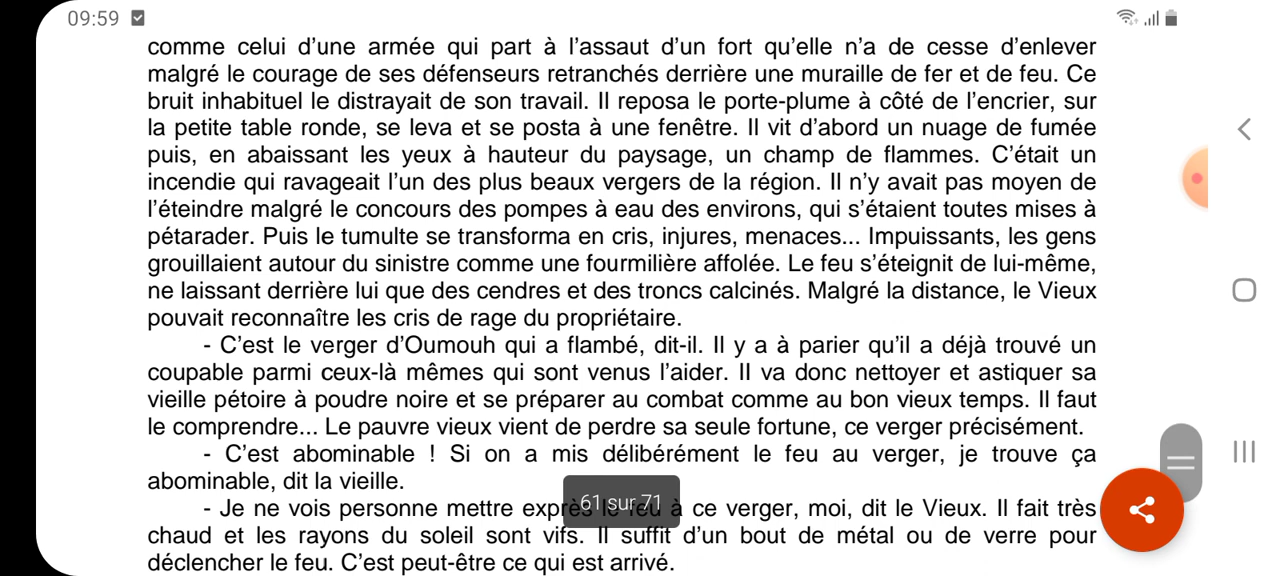 09:59
comme celui d’une armée qui part à l’assaut d’un fort qu’elle n’a de cesse d’enlever
malgré le courage de ses défenseurs retranchés derrière une muraille de fer et de feu. Ce
bruit inhabituel le distrayait de son travail. Il reposa le porte-plume à côté de l’encrier, sur
la petite table ronde, se leva et se posta à une fenêtre. Il vit d’abord un nuage de fumée
puis, en abaissant les yeux à hauteur du paysage, un champ de flammes. C’était un
incendie qui ravageait l’un des plus beaux vergers de la région. Il n’y avait pas moyen de
l’éteindre malgré le concours des pompes à eau des environs, qui s’étaient toutes mises à
pétarader. Puis le tumulte se transforma en cris, injures, menaces... Impuissants, les gens
grouillaient autour du sinistre comme une fourmilière affolée. Le feu s’éteignit de lui-même,
ne laissant derrière lui que des cendres et des troncs calcinés. Malgré la distance, le Vieux
pouvait reconnaître les cris de rage du propriétaire.
- C’est le verger d’Oumouh qui a flambé, dit-il. Il y a à parier qu’il a déjà trouvé un
coupable parmi ceux-là mêmes qui sont venus l’aider. Il va donc nettoyer et astiquer sa
vieille pétoire à poudre noire et se préparer au combat comme au bon vieux temps. Il faut
le comprendre... Le pauvre vieux vient de perdre sa seule fortune, ce verger précisément.
- C’est abominable ! Si on a mis délibérément le feu au verger, je trouve ça
abominable, dit la vieille.
- Je ne vois personne mettre exprès le feu à ce verger, moi, dit le Vieux. Il fait très
chaud et les rayons du soleil sont vifs. Il suffit d’un bout de métal ou de verre pour
déclencher le feu. C’est peut-être ce qui est arrivé.
61 sur 71